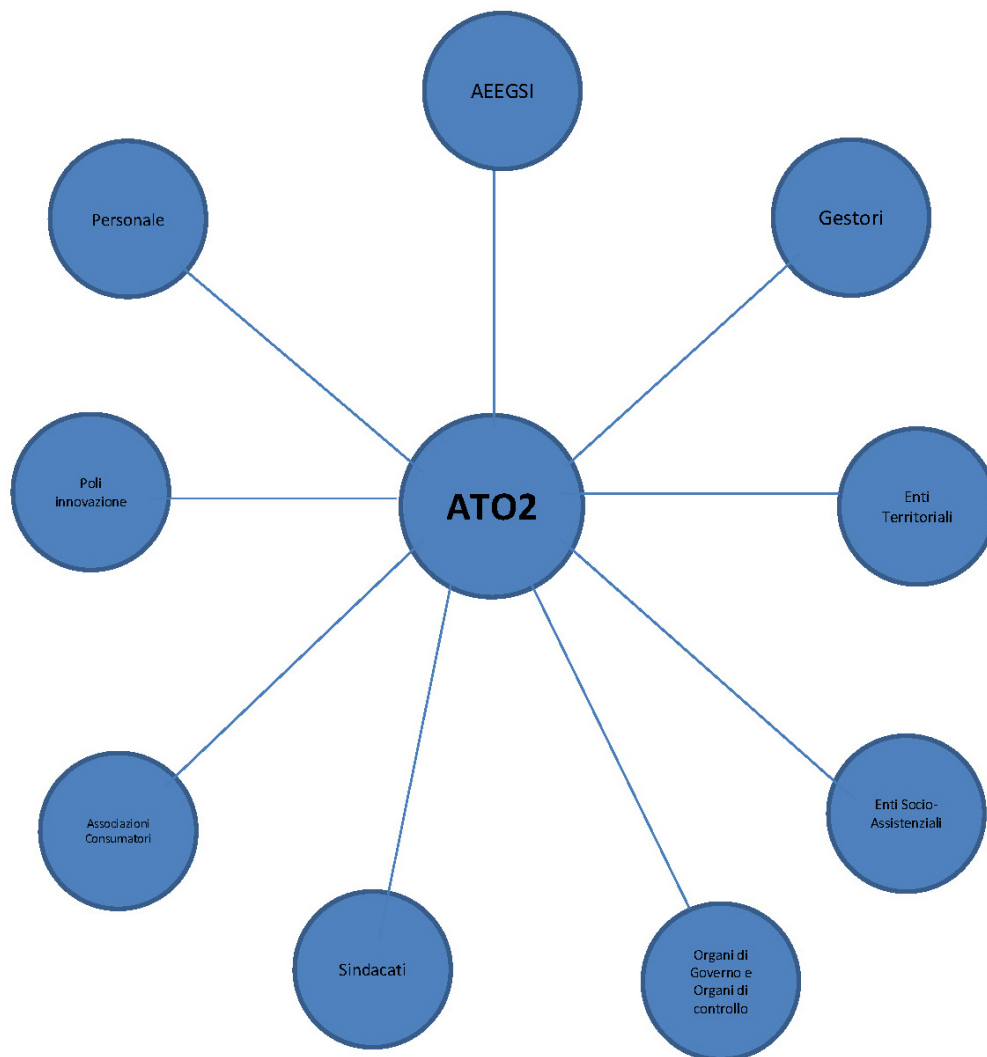 AEEGSI
Personale
Gestori
Poli
innovazione
ATO2
Enti
Territoriali
Associazioni
Consumatori
Enti Socio-
Assistenziali
Sindacati
Organi di
Governo e
Organi di
controllo